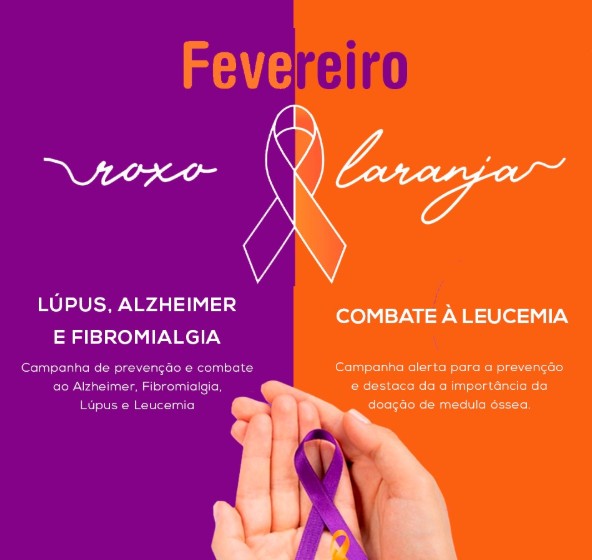 Fevereiro
roxo
laranja
LÚPUS, ALZHEIMER
E FIBROMIALGIA
Campanha de prevenção e combate
ao Alzheimer, Fibromialgia,
Lúpus e Leucemia
COMBATE À LEUCEMIA
Campanha alerta para a prevenção
e destaca da a importância da
doação de medula óssea.